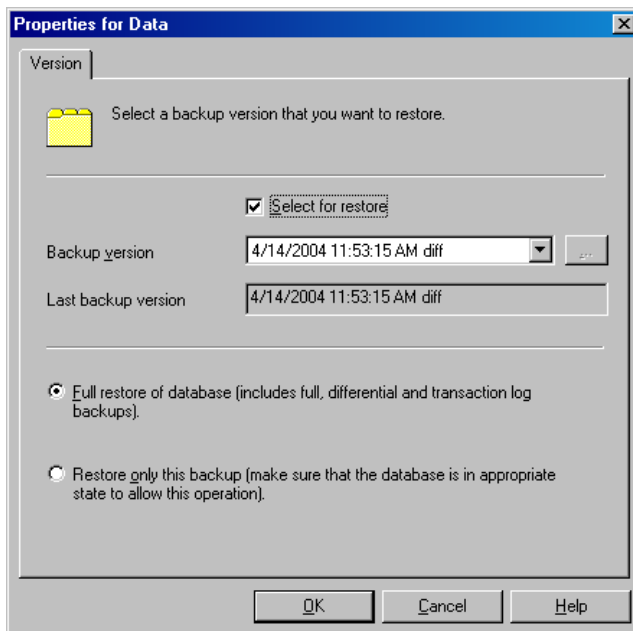 Properties for Data
Version
Select a backup version that you want to restore.
Select for restore
Backup version
4/14/2004 11:53:15 AM diff
...
Last backup version
4/14/2004 11:53:15 AM diff
Full restore of database (includes full, differential and transaction log
backups).
Restore only this backup (make sure that the database is in appropriate
state to allow this operation).
OK
Cancel
Help